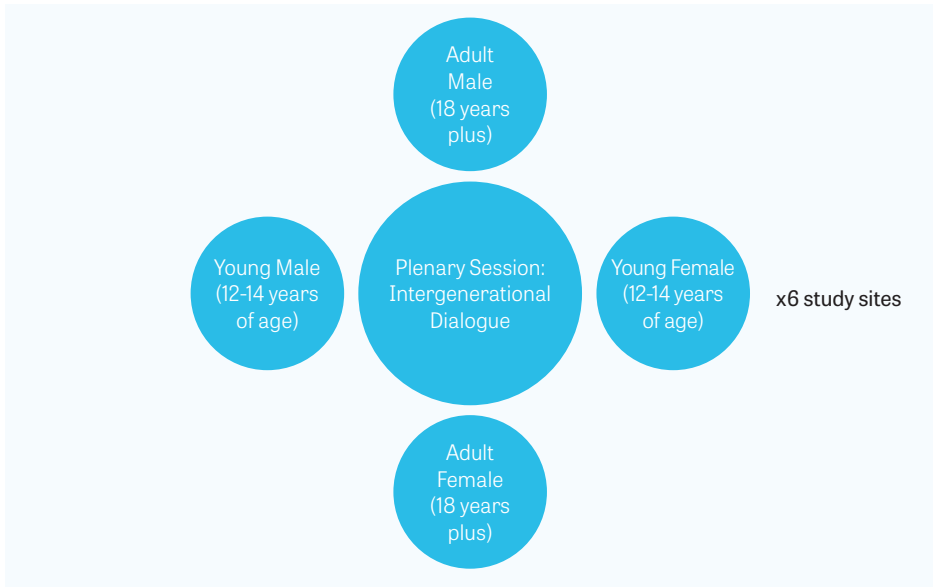 Adult
Male
(18 years
plus)
Young Male
(12-14 years
of age)
Plenary Session:
Intergenerational
Dialogue
Young Female
(12-14 years
of age)
x6 study sites
Adult
Female
(18 years
plus)